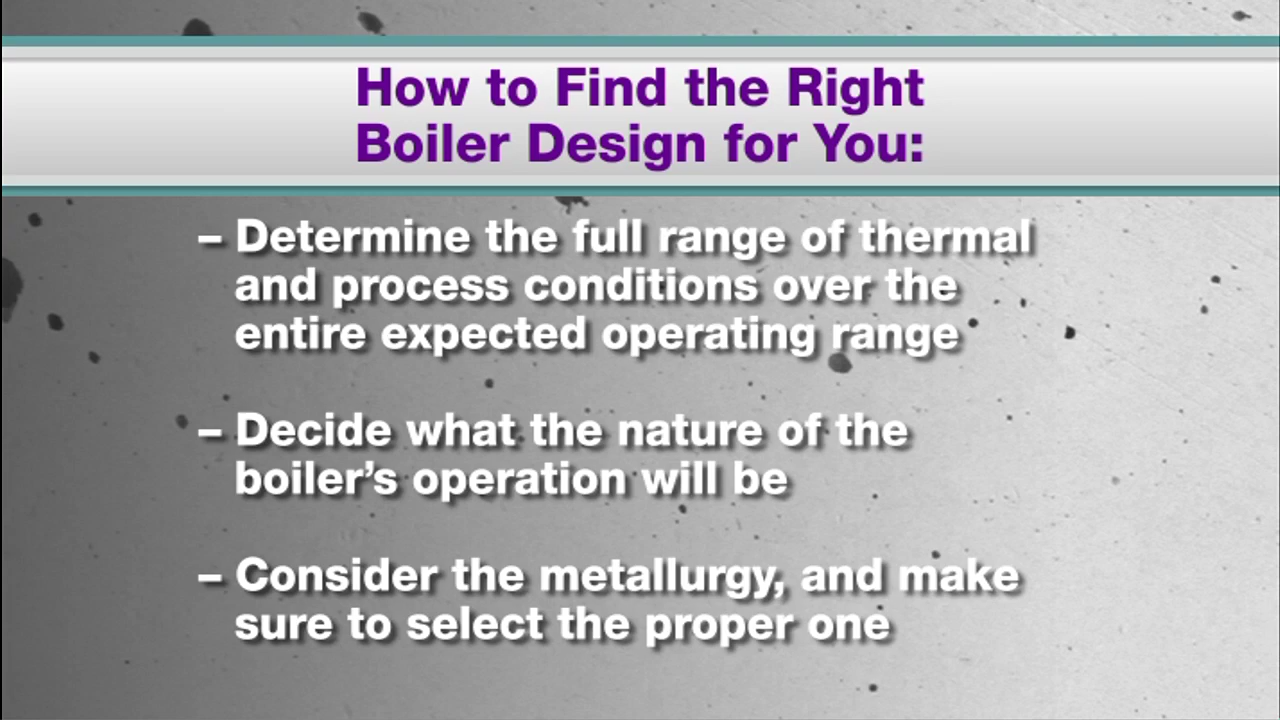 How to Find the Right
Boiler Design for You:
– Determine the full range of thermal
and process conditions over the
entire expected operating range
– Decide what the nature of the
boiler’s operation will be
– Consider the metallurgy, and make
sure to select the proper one